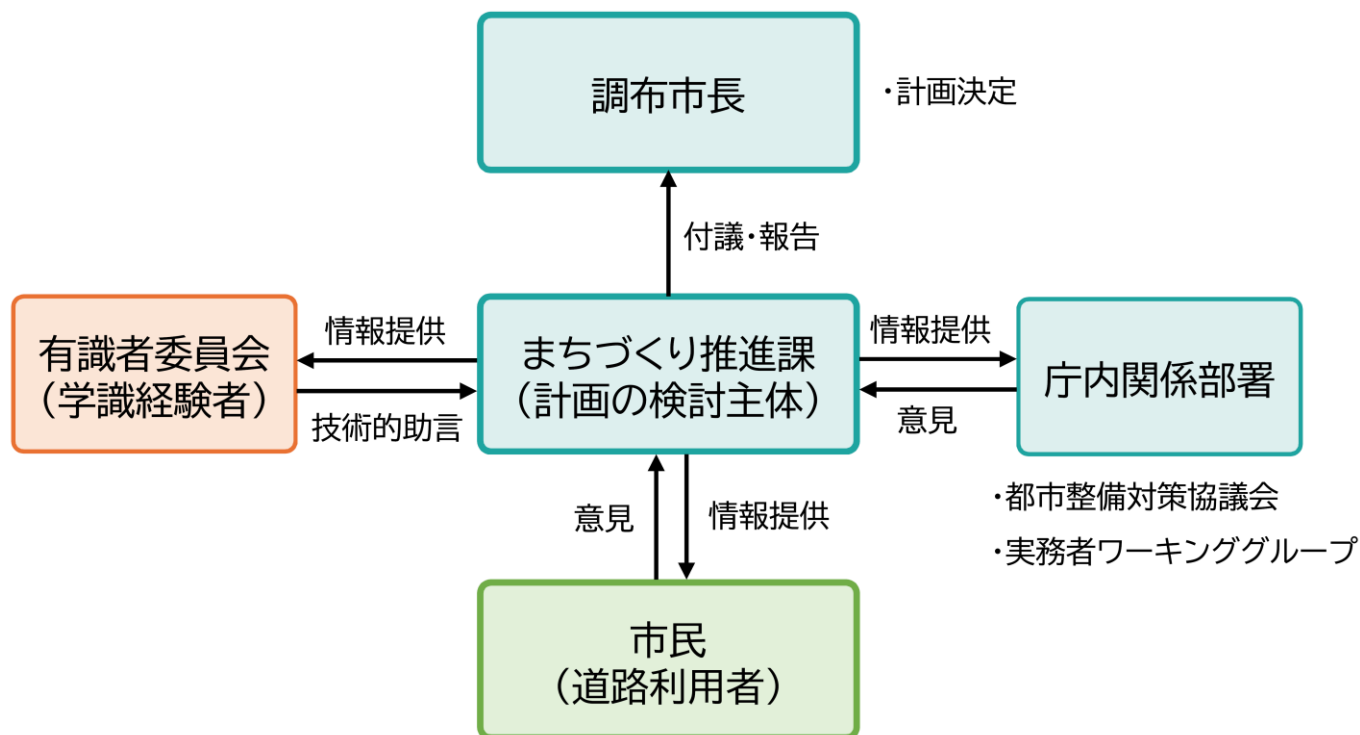 調布市長
・計画決定
付議・報告
有識者委員会
（学識経験者）
情報提供
技術的助言
まちづくり推進課
（計画の検討主体）
情報提供
意見
庁内関係部署
・都市整備対策協議会
・実務者ワーキンググループ
意見
情報提供
市民
（道路利用者）